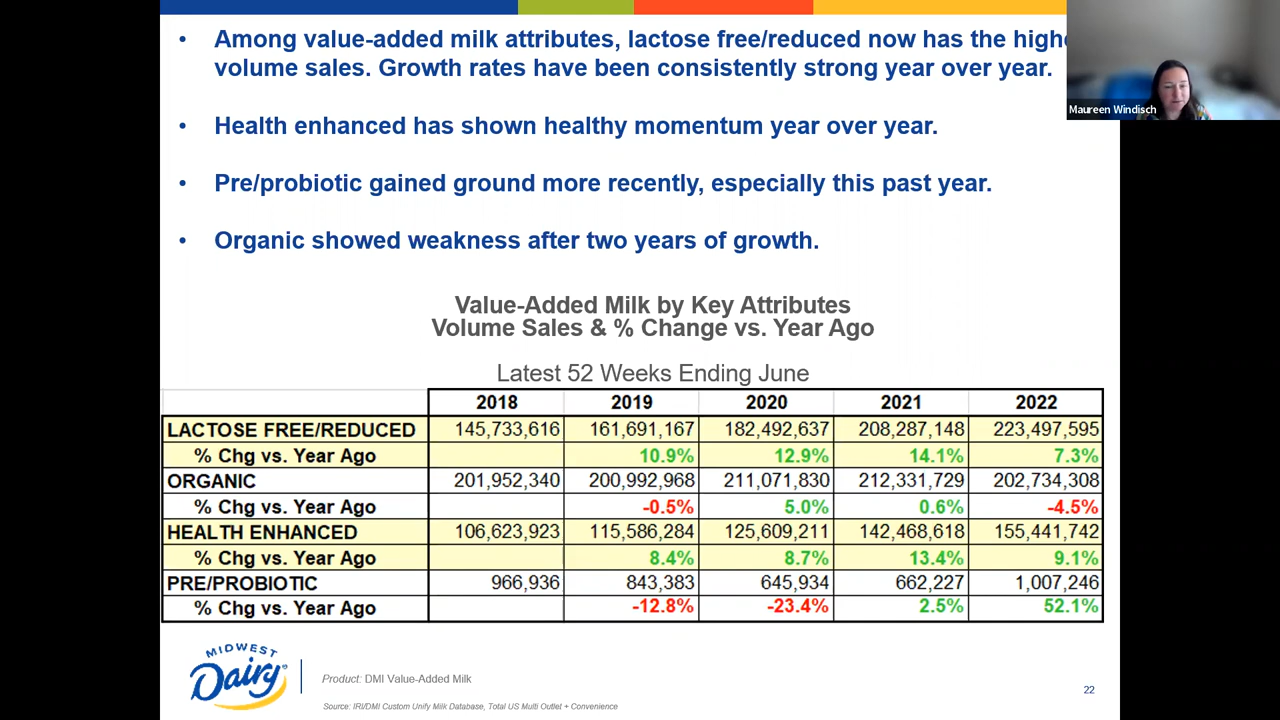 • Among value-added milk attributes, lactose free/reduced now has the
volume sales. Growth rates have been consistently strong year over year.
Maureen Windisch
• Health enhanced has shown healthy momentum year over year.
• Pre/probiotic gained ground more recently, especially this past year.
• Organic showed weakness after two years of growth.
Value-Added Milk by Key Attributes
Volume Sales & % Change vs. Year Ago
Latest 52 Weeks Ending June
2018 2019 2020 2021 2022
LACTOSE FREE/REDUCED 145,733,616 161,691,167 182,492,637 208,287,148 223,497,595
% Chg vs. Year Ago 10.9% 12.9% 14.1% 7.3%
ORGANIC 201,952,340 200,992,968 211,071,830 212,331,729 202,734,308
% Chg vs. Year Ago -0.5% 5.0% 0.6% -4.5%
HEALTH ENHANCED 106,623,923 115,586,284 125,609,211 142,468,618 155,441,742
% Chg vs. Year Ago 8.4% 8.7% 13.4% 9.1%
PRE/PROBIOTIC 966,936 843,383 645,934 662,227 1,007,246
% Chg vs. Year Ago -12.8% -23.4% 2.5% 52.1%
MIDWEST
Dairy®
Product: DMI Value-Added Milk
22
Source: IRI/DMI Custom Unify Milk Database, Total US Multi Outlet + Convenience